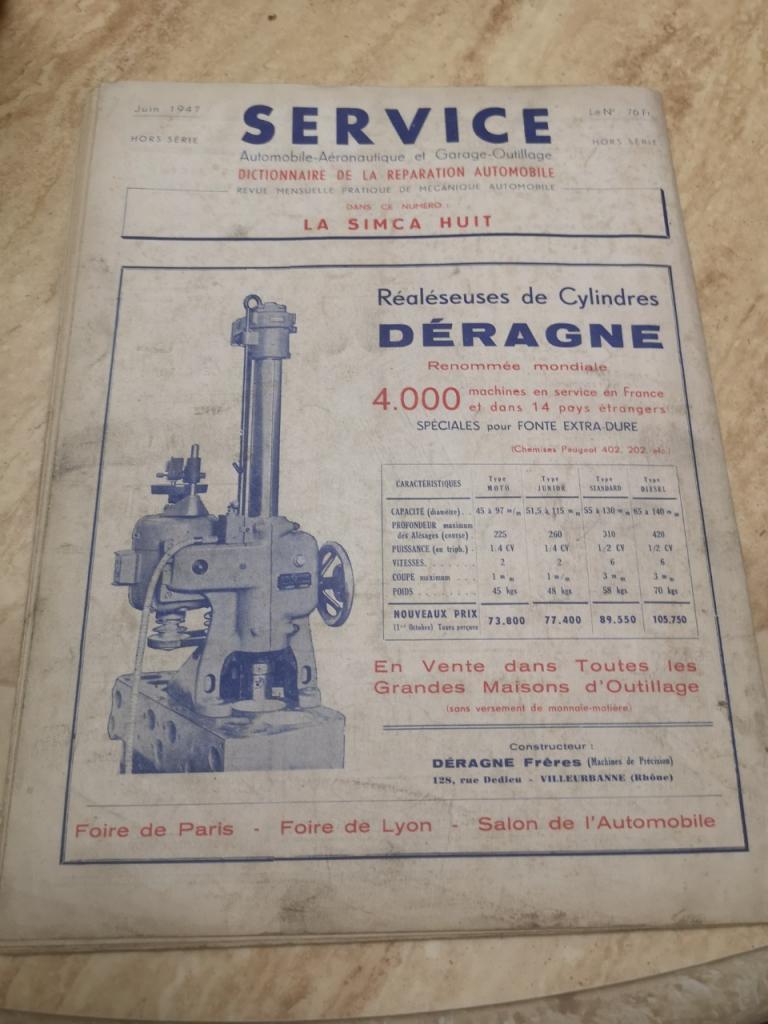 Juin 1947
SERVICE
Le N° 76 Fr
HORS SÉRIE
HORS SÉRIE
Automobile-Aéronautique et Garage-Outillage
DICTIONNAIRE DE LA REPARATION AUTOMOBILE
REVUE MENSUELLE PRATIQUE DE MÉCANIQUE AUTOMOBILE
DANS CE NUMÉRO :
LA SIMCA HUIT
Réaléseuses de Cylindres
DÉRAGNE
Renommée mondiale
4.000 machines en service en France
et dans 14 pays étrangers
SPÉCIALES pour FONTE EXTRA-DURE
(Chemises Peugeot 402, 202, etc.)
CARACTÉRISTIQUES Type MOTO Type JUNIOR Type STANDARD Type DIESEL
CAPACITÉ (diamètre) . . 45 à 97 m/m 51,5 à 115 m/m 55 à 130 m/m 65 à 140 m/m
PROFONDEUR maximum
des Alésages (course) . 225 260 310 420
PUISSANCE (en triph.) . 1/4 CV 1/4 CV 1/2 CV 1/2 CV
VITESSES. . . . . . . . 2 2 6 6
COUPE maximum . . . . 1 m/m 1 m/m 3 m/m 3 m/m
POIDS . . . . . . . . . 45 kgs 48 kgs 58 kgs 70 kgs
NOUVEAUX PRIX 73.800 77.400 89.550 105.750
(1er Octobre) Taxes perçues
En Vente dans Toutes les
Grandes Maisons d'Outillage
(sans versement de monnaie-matière)
Constructeur :
DÉRAGNE Frères (Machines de Précision)
128, rue Dedieu - VILLEURBANNE (Rhône)
Foire de Paris - Foire de Lyon - Salon de l'Automobile